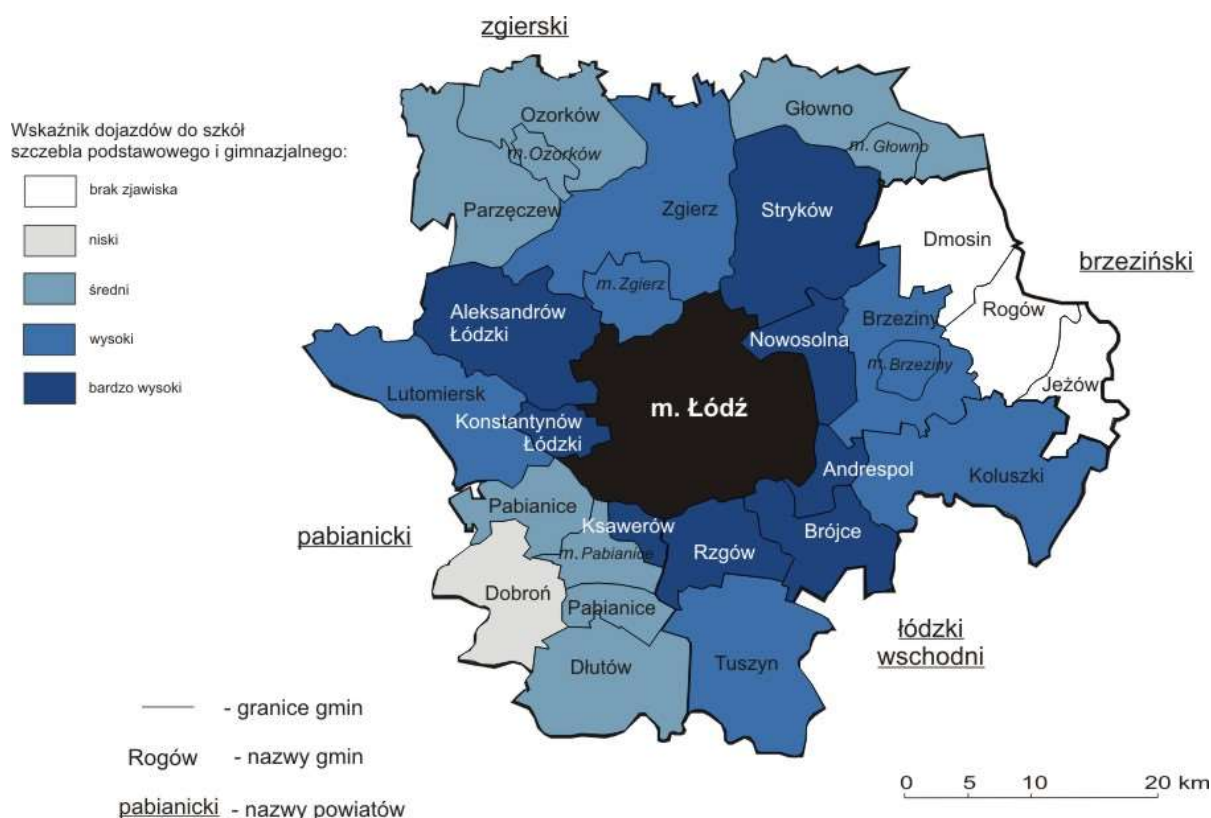 zgierski
Wskaźnik dojazdów do szkół
szczebla podstawowego i gimnazjalnego:
brak zjawiska
niski
średni
wysoki
bardzo wysoki
Ozorków
m. Ozorków
Parzęczew
Głowno
m. Głowno
Zgierz
m. Zgierz
Stryków
Dmosin
brzeziński
Rogów
Jeżów
Aleksandrów
Łódzki
Nowosolna
Brzeziny
m. Brzeziny
Lutomiersk
Konstantynów
Łódzki
m. Łódź
Andrespol
Koluszki
Pabianice
Ksawerów
m. Pabianice
Rzgów
Brójce
pabianicki
Dobroń
Pabianice
Dłutów
Tuszyn
łódzki
wschodni
- granice gmin
Rogów - nazwy gmin
pabianicki - nazwy powiatów
0 5 10 20 km